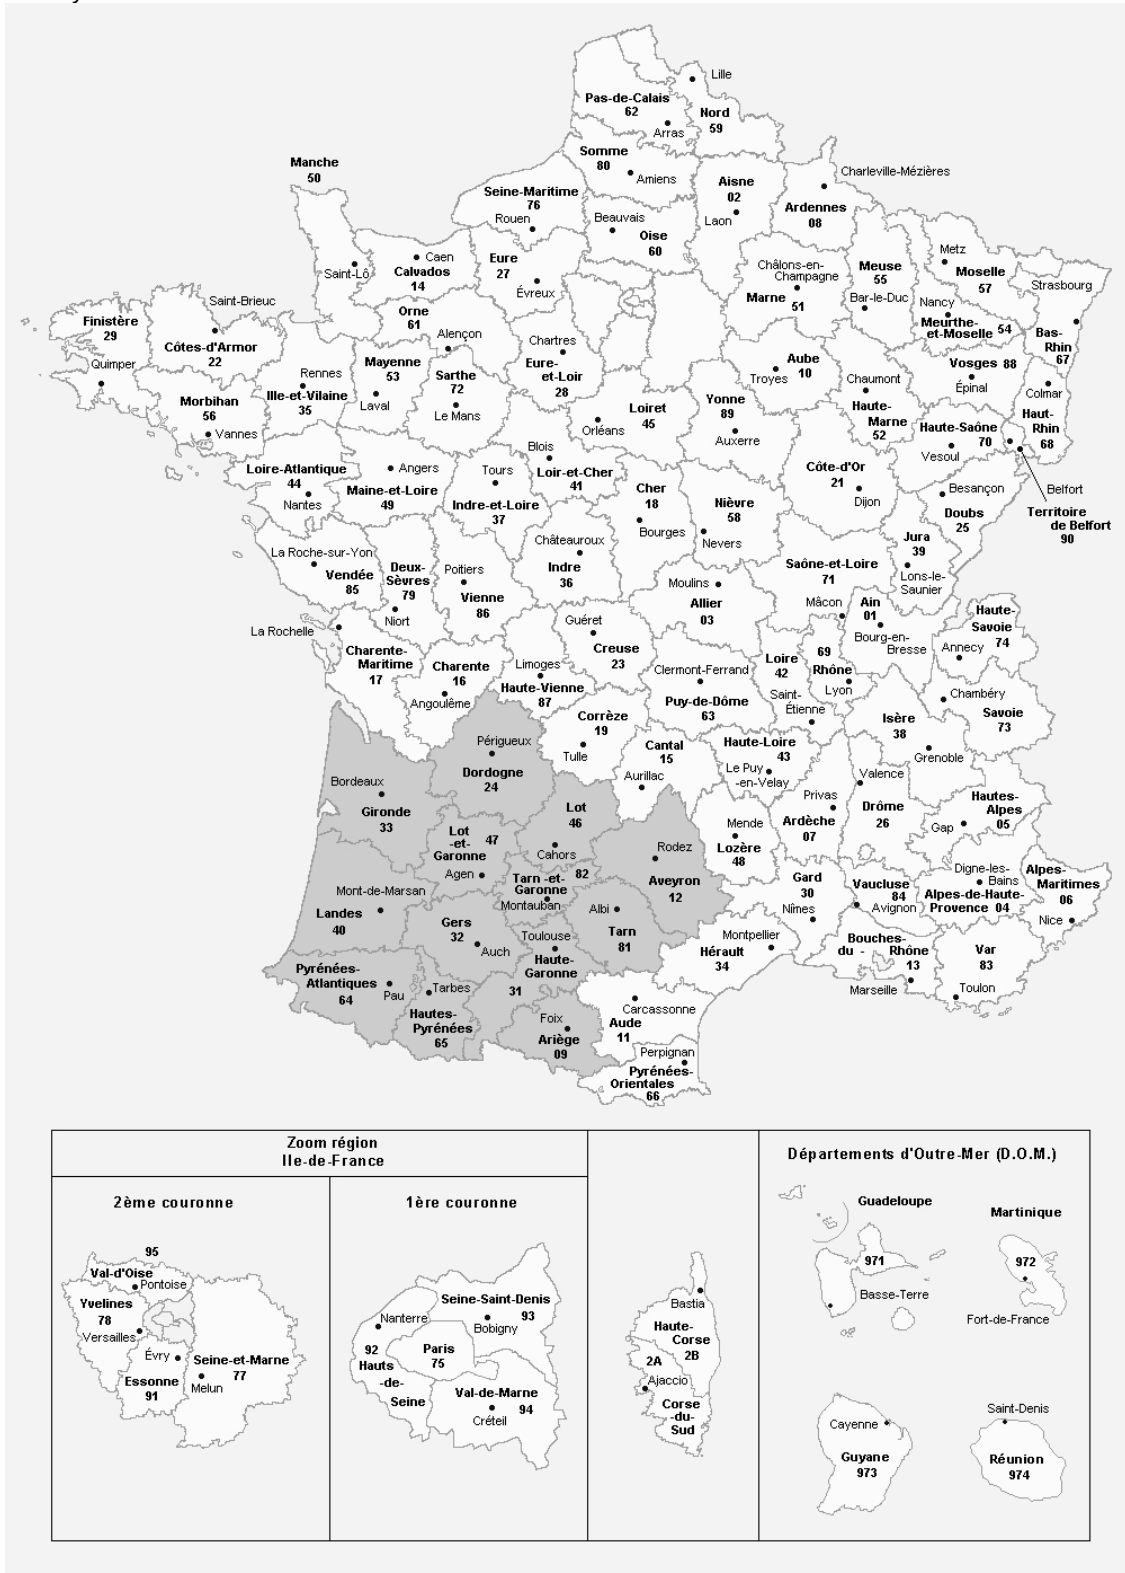 Lille
Pas-de-Calais
62
Nord
59
Arras
Somme
80
Amiens
Manche
50
Charleville-Mézières
Aisne
02
Laon
Ardennes
08
Seine-Maritime
76
Rouen
Beauvais
Oise
60
Saint-Lô
Caen
Calvados
14
Eure
27
Évreux
Châlons-en-
Champagne
Marne
51
Meuse
55
Bar-le-Duc
Metz
Moselle
57
Strasbourg
Nancy
Meurthe-
et-Moselle
54
Bas-
Rhin
67
Saint-Brieuc
Finistère
29
Côtes-d'Armor
22
Quimper
Orne
61
Alençon
Chartres
Eure-
et-Loir
28
Mayenne
53
Laval
Sarthe
72
Le Mans
Rennes
Ille-et-Vilaine
35
Morbihan
56
Vannes
Aube
10
Troyes
Chaumont
Haute-
Marne
52
Vosges 88
Épinal
Colmar
Haut-
Rhin
68
Loiret
45
Orléans
Yonne
89
Auxerre
Haute-Saône
70
Vesoul
Belfort
Territoire
de Belfort
90
Loire-Atlantique
44
Nantes
Angers
Maine-et-Loire
49
Tours
Indre-et-Loire
37
Blois
Loir-et-Cher
41
Cher
18
Bourges
Nièvre
58
Nevers
Côte-d'Or
21
Dijon
Besançon
Doubs
25
Jura
39
Lons-le-
Saunier
La Roche-sur-Yon
Vendée
85
Deux-
Sèvres
79
Niort
Poitiers
Vienne
86
Châteauroux
Indre
36
Moulins
Allier
03
Saône-et-Loire
71
Mâcon
Ain
01
Bourg-en-
Bresse
Haute-
Savoie
74
Annecy
La Rochelle
Charente-
Maritime
17
Charente
16
Angoulême
Limoges
Haute-Vienne
87
Guéret
Creuse
23
Clermont-Ferrand
Puy-de-Dôme
63
Loire
42
Saint-
Étienne
69
Rhône
Lyon
Isère
38
Grenoble
Chambéry
Savoie
73
Corrèze
19
Tulle
Cantal
15
Aurillac
Haute-Loire
43
Le Puy
-en-Velay
Périgueux
Dordogne
24
Bordeaux
Gironde
33
Lot
46
Cahors
Lot
-et-
Garonne
47
Agen
Tarn -et-
Garonne
82
Montauban
Rodez
Aveyron
12
Mende
Lozère
48
Privas
Ardèche
07
Valence
Drôme
26
Hautes-
Alpes
05
Gap
Mont-de-Marsan
Landes
40
Gers
32
Auch
Toulouse
Haute-
Garonne
31
Albi
Tarn
81
Gard
30
Nîmes
Vaucluse
84
Avignon
Digne-les-
Bains
Alpes-de-Haute-
Provence 04
Alpes-
Maritimes
06
Nice
Pyrénées-
Atlantiques
64
Pau
Tarbes
Hautes-
Pyrénées
65
Foix
Ariège
09
Montpellier
Hérault
34
Bouches-
du - Rhône
13
Marseille
Var
83
Toulon
Carcassonne
Aude
11
Perpignan
Pyrénées-
Orientales
66
Zoom région
Ile-de-France
2ème couronne
95
Val-d'Oise
Pontoise
Yvelines
78
Versailles
Évry
Essonne
91
Seine-et-Marne
77
Melun
1ère couronne
Seine-Saint-Denis
93
Bobigny
Nanterre
92
Hauts
-de-
Seine
Paris
75
Val-de-Marne
94
Créteil
Bastia
Haute-
Corse
2B
2A
Ajaccio
Corse
-du-
Sud
Départements d'Outre-Mer (D.O.M.)
Guadeloupe
971
Basse-Terre
Martinique
972
Fort-de-France
Cayenne
Guyane
973
Saint-Denis
Réunion
974